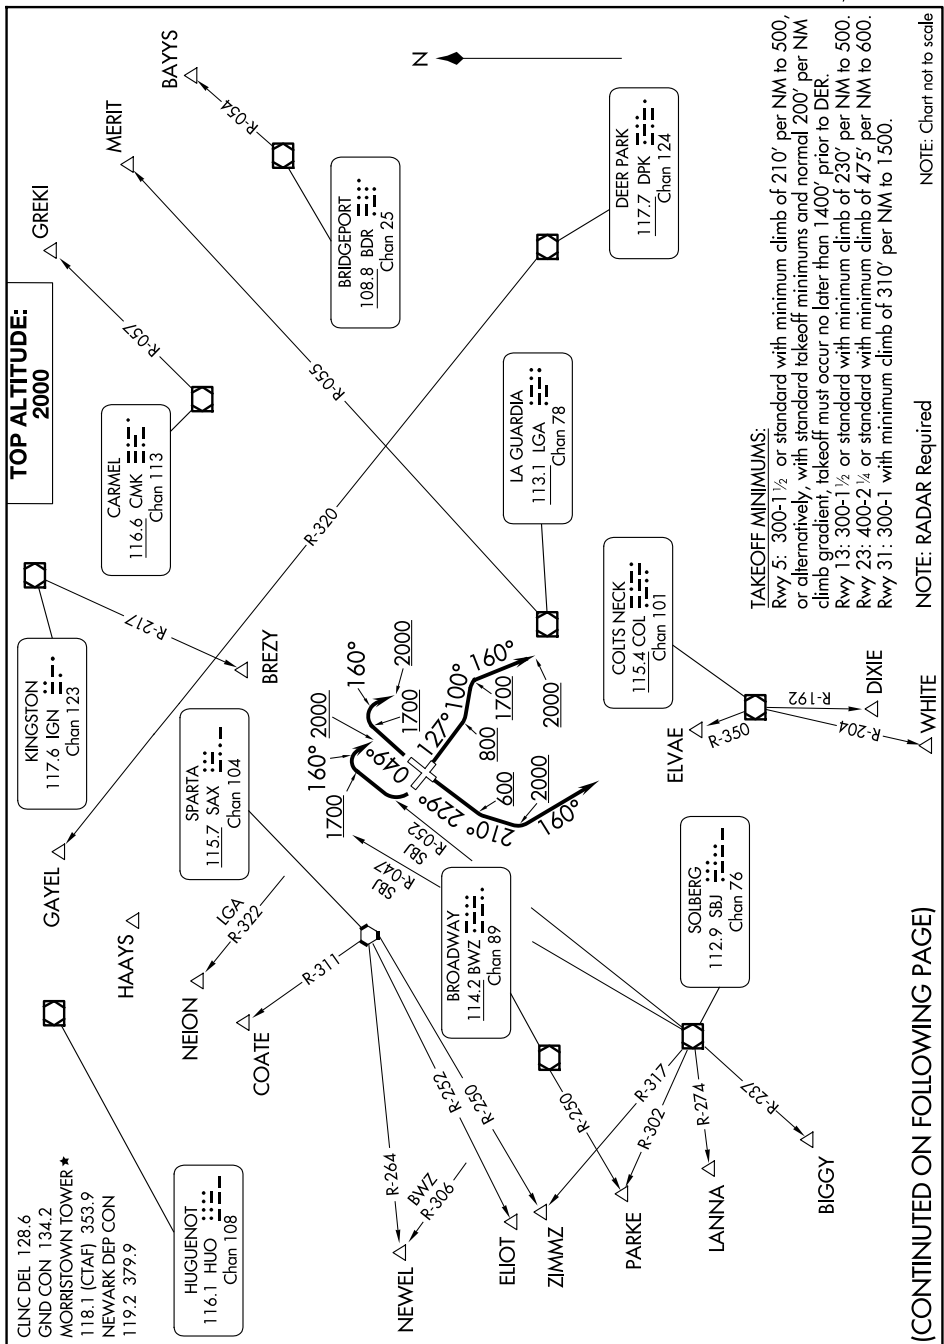 CLNC DEL 128.6
GND CON 134.2
MORRISTOWN TOWER★
118.1 (CTAF) 353.9
NEWARK DEP CON
119.2 379.9
TOP ALTITUDE:
2000
HUGUENOT
116.1 HUO
Chan 108
KINGSTON
117.6 IGN
Chan 123
CARMEL
116.6 CMK
Chan 113
BRIDGEPORT
108.8 BDR
Chan 25
SPARTA
115.7 SAX
Chan 104
LA GUARDIA
113.1 LGA
Chan 78
DEER PARK
117.7 DPK
Chan 124
BROADWAY
114.2 BWZ
Chan 89
COLTS NECK
115.4 COL
Chan 101
SOLBERG
112.9 SBJ
Chan 76
GAYEL
HAAYS
NEION
COATE
BREZY
GREKI
MERIT
BAYYS
N
NEWEL
ELIOT
ZIMMZ
PARKE
LANNA
BIGGY
ELVAE
DIXIE
WHITE
R-217
R-057
R-054
R-055
R-320
LGA
R-322
R-311
R-264
BWZ
R-306
R-252
R-250
R-250
R-317
R-302
R-274
R-237
SBJ
R-047
SBJ
R-052
R-350
R-192
R-204
160°
2000
1700
049°
160°
2000
1700
127°
100°
160°
800
1700
2000
229°
210°
160°
600
2000
TAKEOFF MINIMUMS:
Rwy 5: 300-1½ or standard with minimum climb of 210' per NM to 500,
or alternatively, with standard takeoff minimums and normal 200' per NM
climb gradient, takeoff must occur no later than 1400' prior to DER.
Rwy 13: 300-1½ or standard with minimum climb of 230' per NM to 500.
Rwy 23: 400-2¼ or standard with minimum climb of 475' per NM to 600.
Rwy 31: 300-1 with minimum climb of 310' per NM to 1500.
NOTE: RADAR Required
NOTE: Chart not to scale
(CONTINUED ON FOLLOWING PAGE)